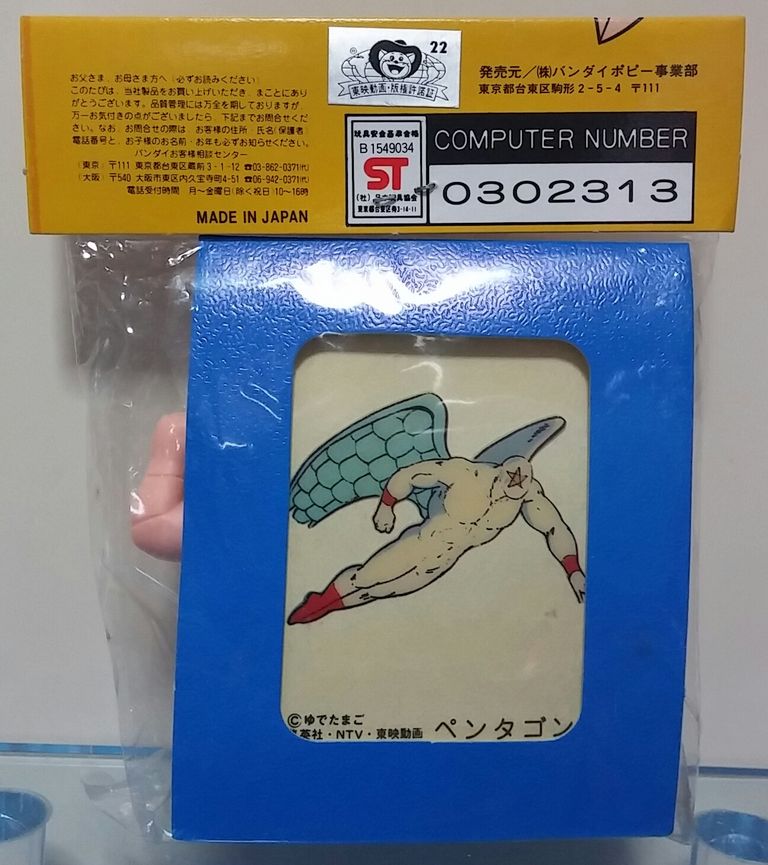 お父さま、お母さま方へ(必ずお読みください)
このたびは、当社製品をお買い上げいただき、まことにあり
がとうございます。品質管理には万全を期しておりますが、
万一お気付きの点がございましたら、下記までお問合せくだ
さい。なお、お問合せの際は、お客様の住所・氏名(保護者)
電話番号と、お子様のお名前・お年も必ずお知らせください。
バンダイお客様相談センター
(東京)〒111 東京都台東区蔵前3-1-12 ☎03-862-0371(代)
(大阪)〒540 大阪市東区内久宝寺町4-51 ☎06-942-0371(代)
電話受付時間 月〜金曜日(除く祝日)10〜16時
MADE IN JAPAN
22
東映動画・版権許諾証
発売元/(株)バンダイポピー事業部
東京都台東区駒形2-5-4 〒111
玩具安全基準合格
B1549034
ST
(社)日本玩具協会
COMPUTER NUMBER
0302313
©ゆでたまご
英社・NTV・東映動画
ペンタゴン